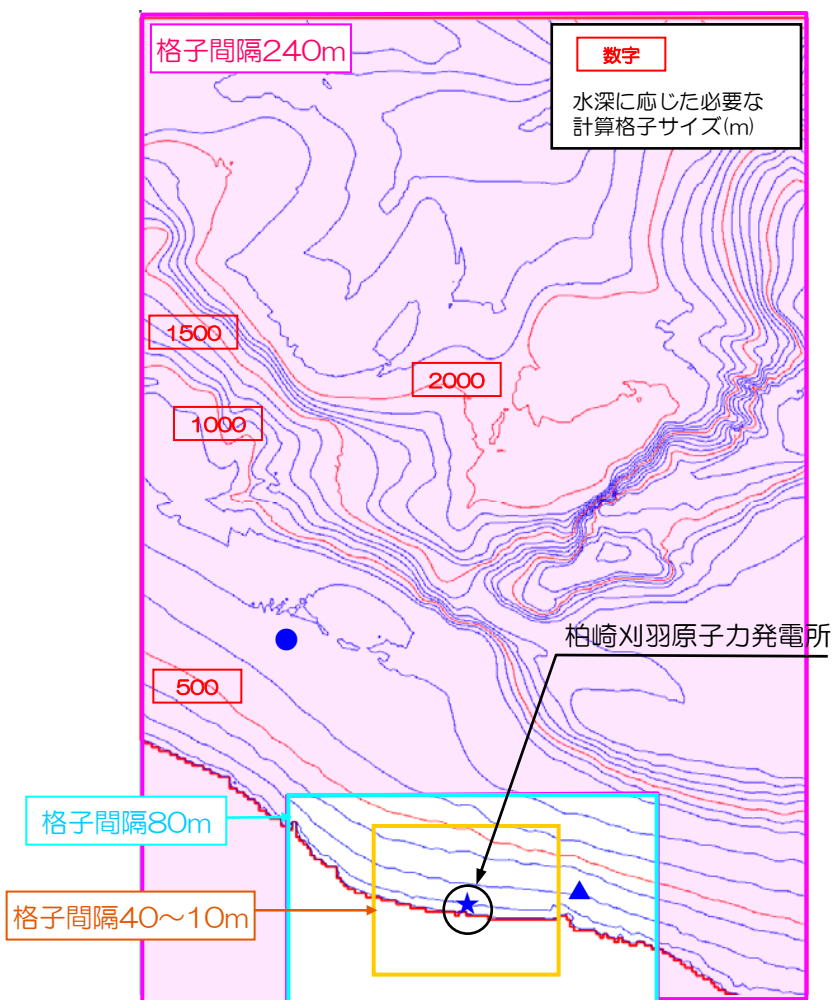 格子間隔240m
数字
水深に応じた必要な
計算格子サイズ(m)
1500
2000
1000
柏崎刈羽原子力発電所
500
格子間隔80m
格子間隔40~10m